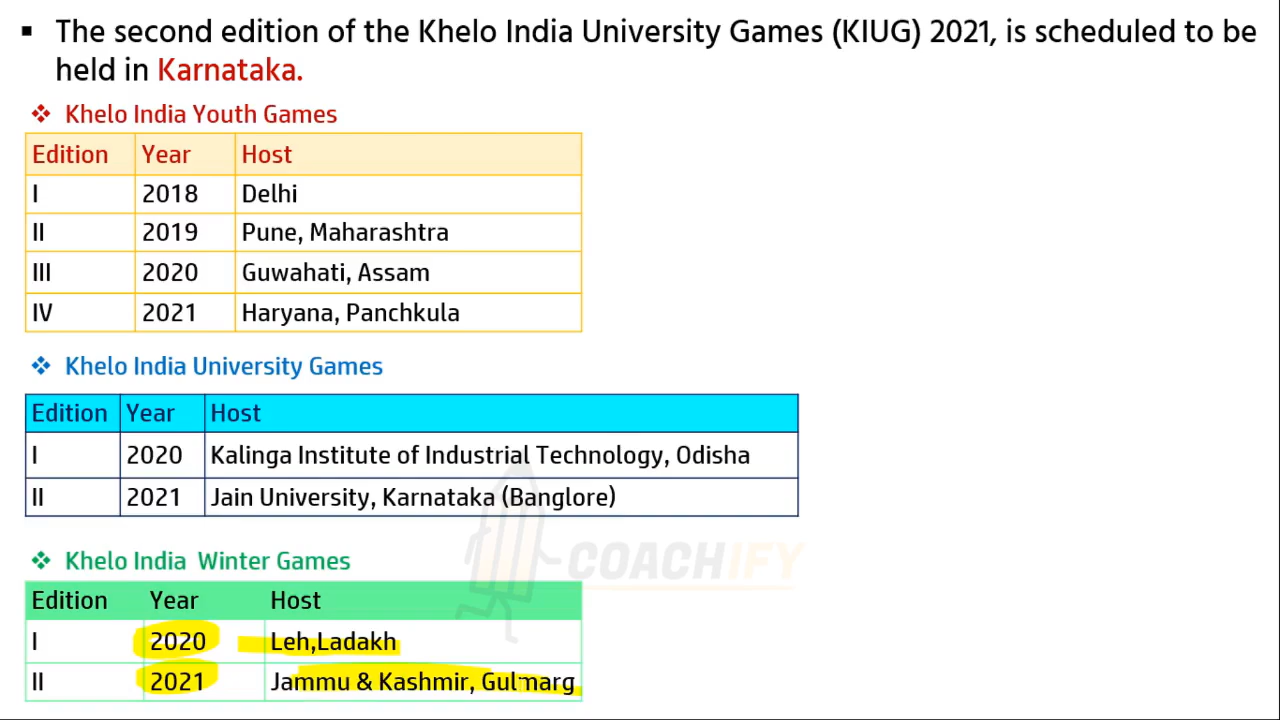 ▪ The second edition of the Khelo India University Games (KIUG) 2021, is scheduled to be
held in Karnataka.
❖ Khelo India Youth Games
Edition Year Host
I 2018 Delhi
II 2019 Pune, Maharashtra
III 2020 Guwahati, Assam
IV 2021 Haryana, Panchkula
❖ Khelo India University Games
Edition Year Host
I 2020 Kalinga Institute of Industrial Technology, Odisha
II 2021 Jain University, Karnataka (Banglore)
❖ Khelo India Winter Games
COACHIFY
Edition Year Host
I 2020 Leh,Ladakh
II 2021 Jammu & Kashmir, Gulmarg